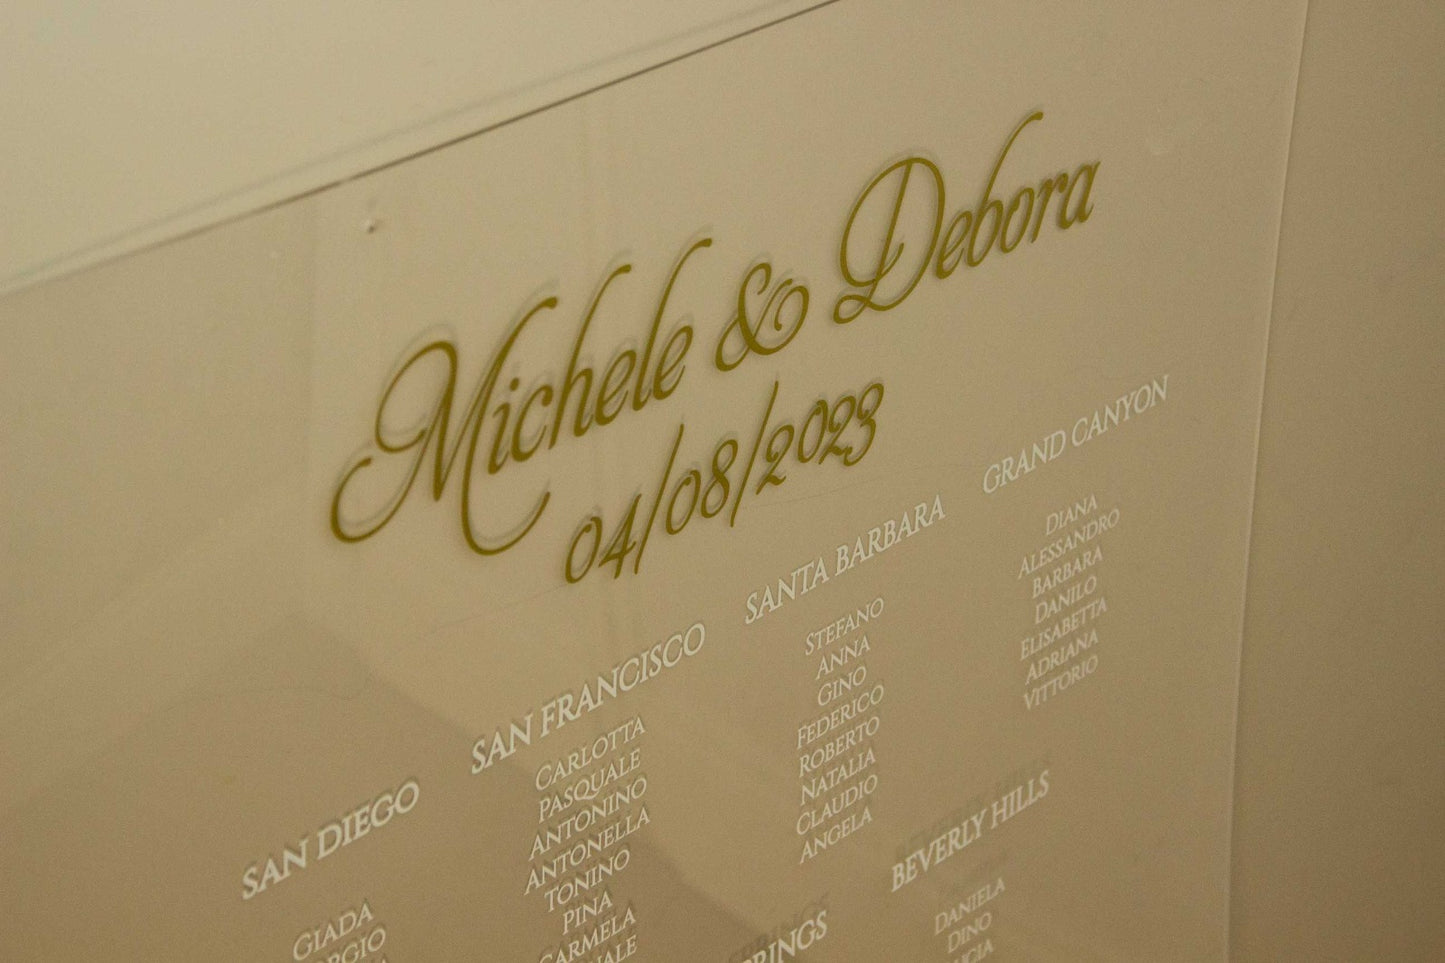 Michele & Debora
04/08/2023
SAN DIEGO
GIADA
SAN FRANCISCO
CARLOTTA
PASQUALE
ANTONINO
ANTONELLA
TONINO
PINA
CARMELA
SANTA BARBARA
STEFANO
ANNA
GINO
FEDERICO
ROBERTO
NATALIA
CLAUDIO
ANGELA
GRAND CANYON
DIANA
ALESSANDRO
BARBARA
DANILO
ELISABETTA
ADRIANA
VITTORIO
BEVERLY HILLS
DANIELA
DINO